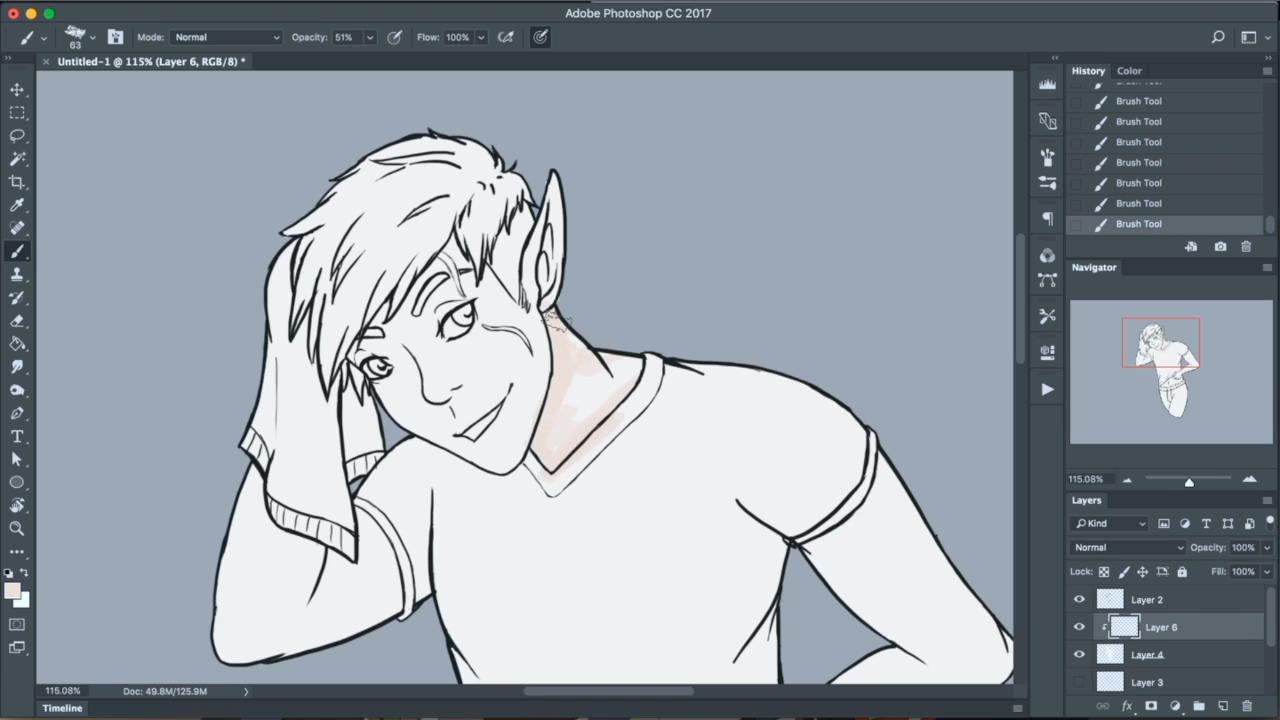 Adobe Photoshop CC 2017
63
Mode: Normal
Opacity: 51%
Flow: 100%
Untitled-1 @ 115% (Layer 6, RGB/8) *
History
Color
Brush Tool
Brush Tool
Brush Tool
Brush Tool
Brush Tool
Brush Tool
Brush Tool
Navigator
115.08%
Layers
Kind
Normal
Opacity: 100%
Lock:
Fill: 100%
Layer 2
Layer 6
Layer 4
Layer 3
fx
115.08%
Doc: 49.8M/125.9M
Timeline